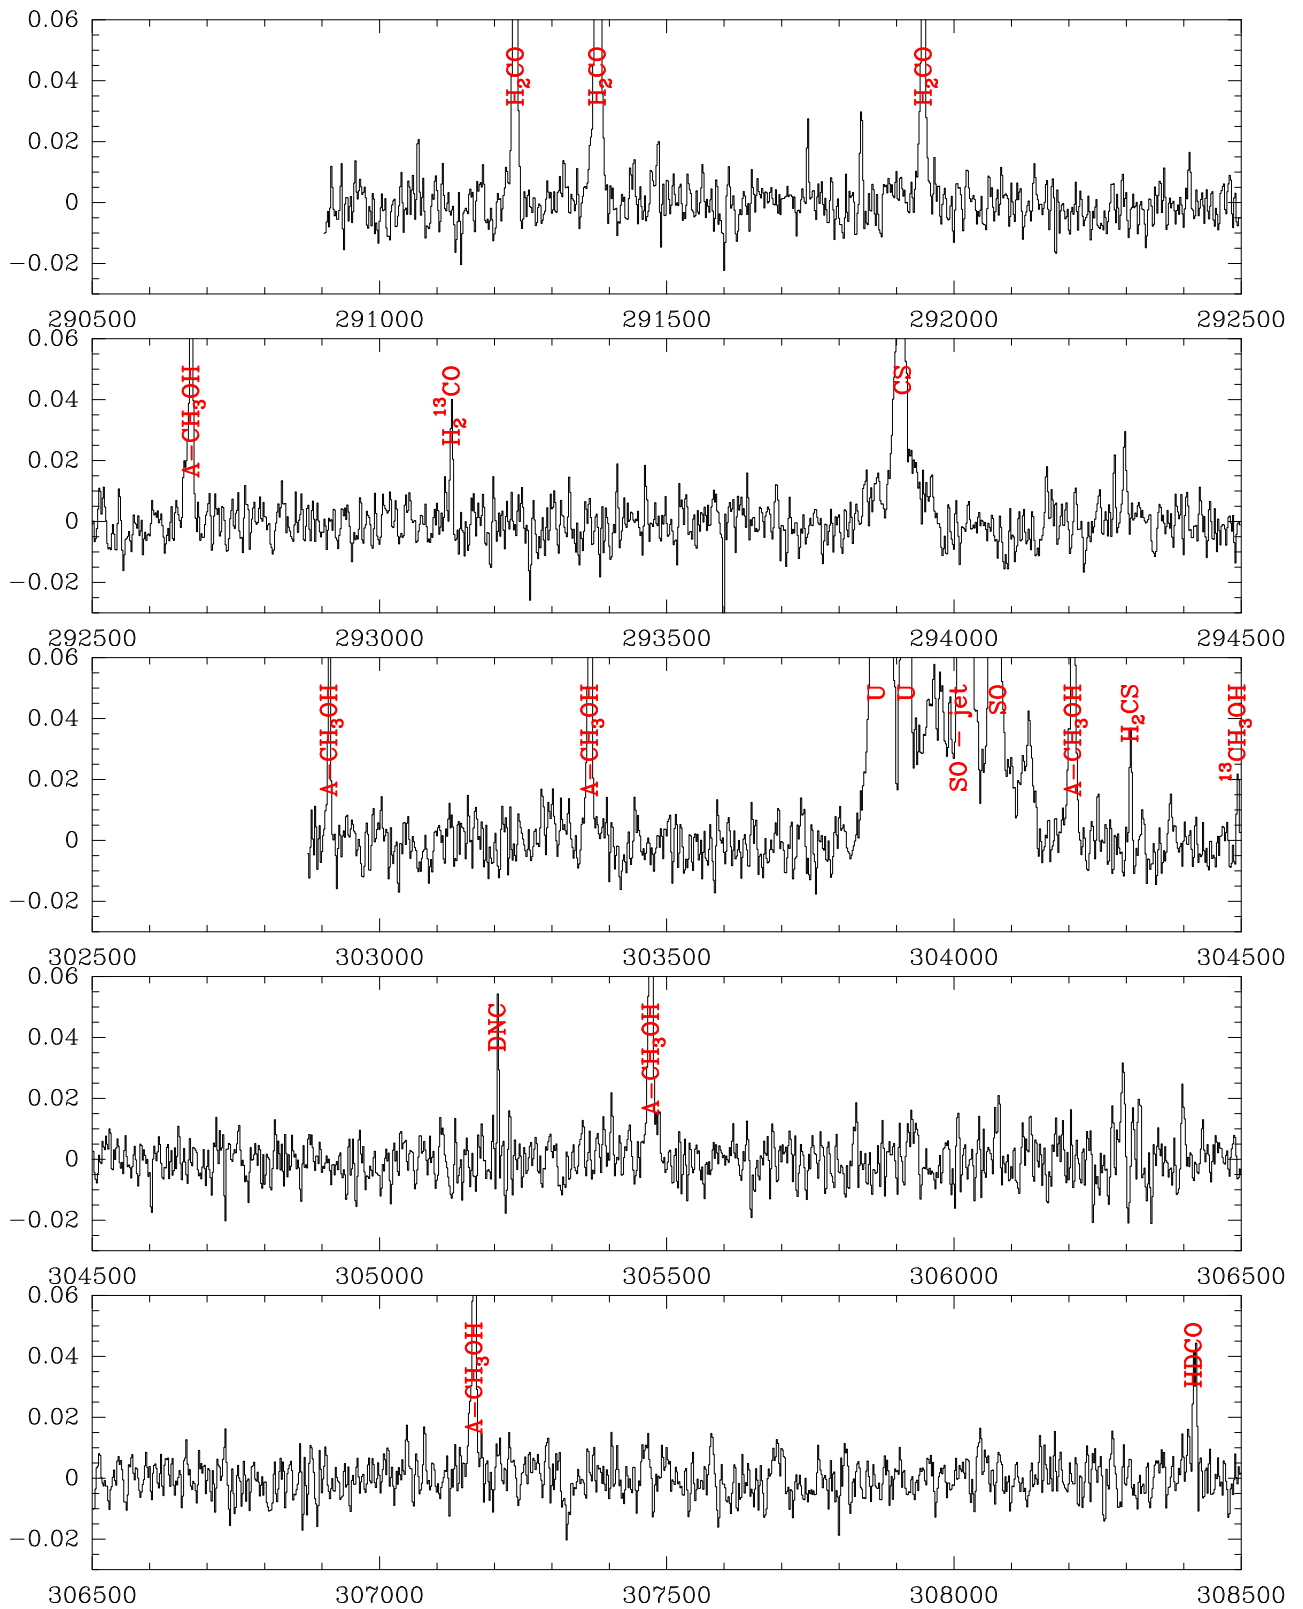 0.06
0.04
0.02
0
−0.02
H₂CO
H₂CO
H₂CO
290500 291000 291500 292000 292500
0.06
0.04
0.02
0
−0.02
A−CH₃OH
H₂¹³CO
CS
292500 293000 293500 294000 294500
0.06
0.04
0.02
0
−0.02
A−CH₃OH
A−CH₃OH
U
U
SO−jet
SO
A−CH₃OH
H₂CS
¹³CH₃OH
302500 303000 303500 304000 304500
0.06
0.04
0.02
0
−0.02
DNC
A−CH₃OH
304500 305000 305500 306000 306500
0.06
0.04
0.02
0
−0.02
A−CH₃OH
HDCO
306500 307000 307500 308000 308500